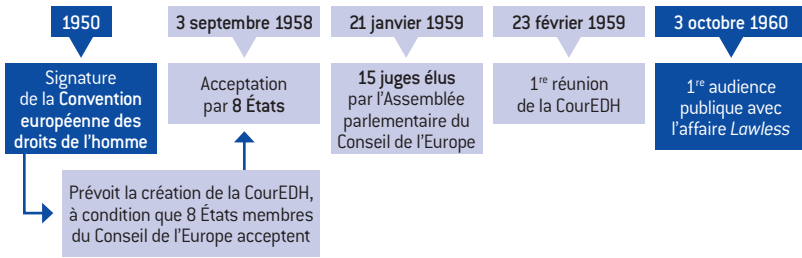 1950
Signature
de la Convention
européenne des
droits de l'homme
Prévoit la création de la CourEDH,
à condition que 8 États membres
du Conseil de l'Europe acceptent
3 septembre 1958
Acceptation
par 8 États
21 janvier 1959
15 juges élus
par l'Assemblée
parlementaire du
Conseil de l'Europe
23 février 1959
1re réunion
de la CourEDH
3 octobre 1960
1re audience
publique avec
l'affaire Lawless